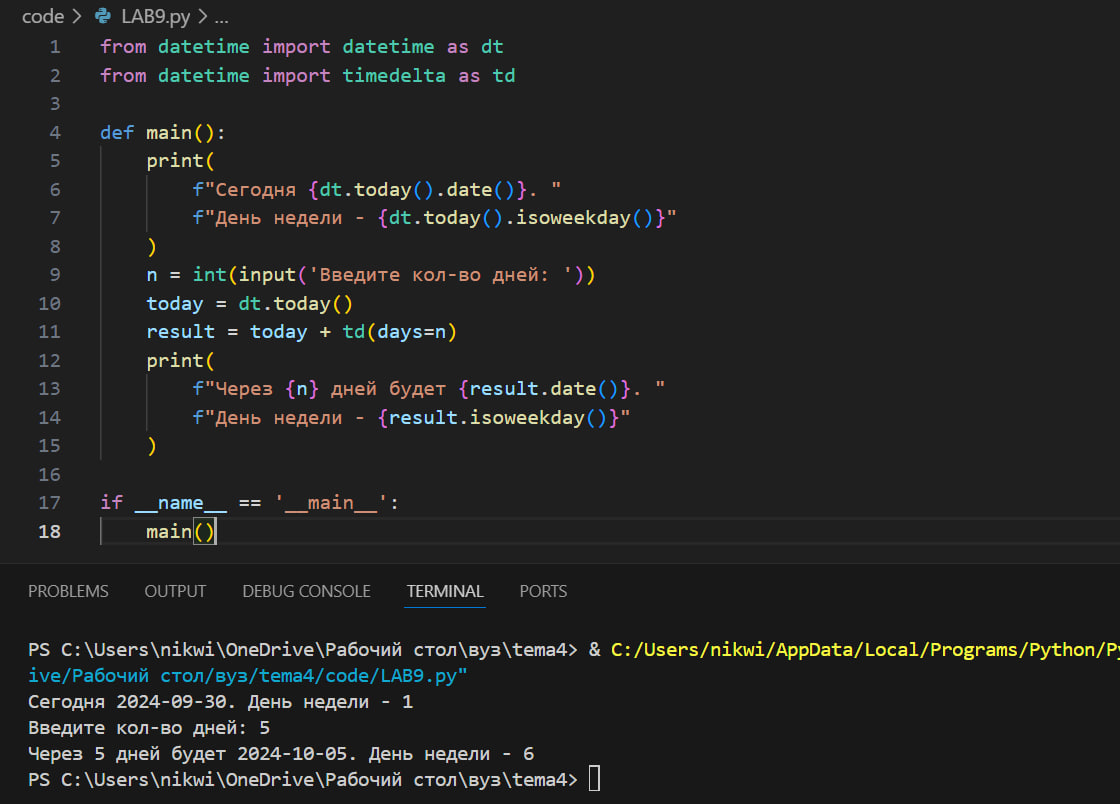 code > LAB9.py > ...
1 from datetime import datetime as dt
2 from datetime import timedelta as td
3
4 def main():
5     print(
6         f"Сегодня {dt.today().date()}. "
7         f"День недели - {dt.today().isoweekday()}"
8     )
9     n = int(input('Введите кол-во дней: '))
10     today = dt.today()
11     result = today + td(days=n)
12     print(
13         f"Через {n} дней будет {result.date()}. "
14         f"День недели - {result.isoweekday()}"
15     )
16
17 if __name__ == '__main__':
18     main()
PROBLEMS OUTPUT DEBUG CONSOLE TERMINAL PORTS
PS C:\Users\nikwi\OneDrive\Рабочий стол\вуз\tema4> & C:/Users/nikwi/AppData/Local/Programs/Python/
ive/Рабочий стол/вуз/tema4/code/LAB9.py"
Сегодня 2024-09-30. День недели - 1
Введите кол-во дней: 5
Через 5 дней будет 2024-10-05. День недели - 6
PS C:\Users\nikwi\OneDrive\Рабочий стол\вуз\tema4>